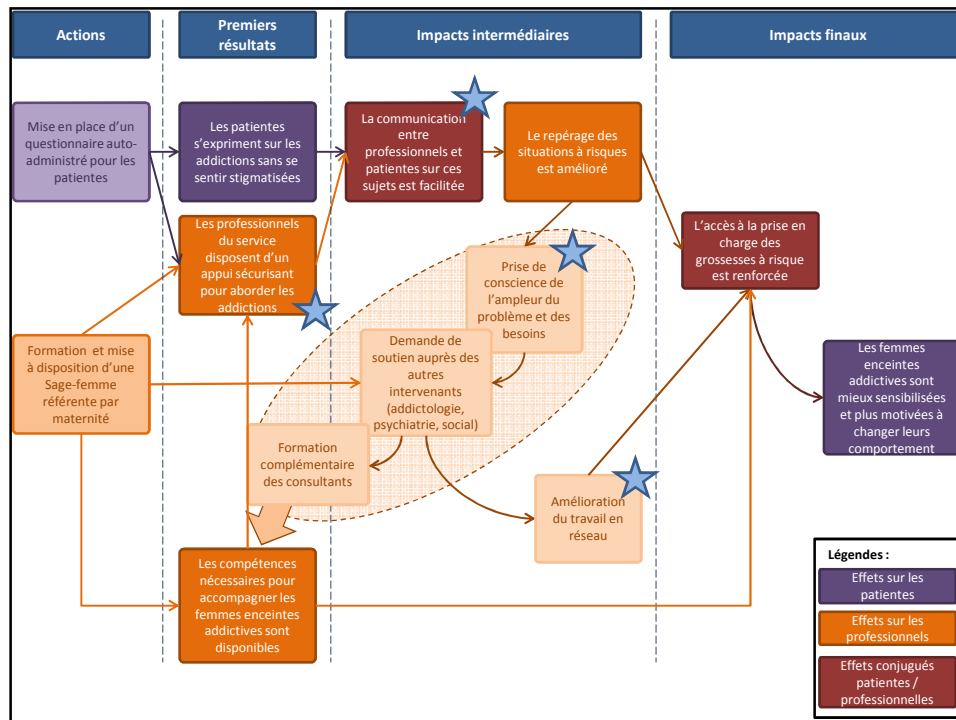 Actions
Premiers
résultats
Impacts intermédiaires
Impacts finaux
Mise en place d'un
questionnaire auto-
administré pour les
patientes
Les patientes
s'expriment sur les
addictions sans se
sentir stigmatisées
La communication
entre
professionnels et
patientes sur ces
sujets est facilitée
Le repérage des
situations à risques
est amélioré
Les professionnels
du service
disposent d'un
appui sécurisant
pour aborder les
addictions
L'accès à la prise en
charge des
grossesses à risque
est renforcée
Prise de
conscience de
l'ampleur du
problème et des
besoins
Formation et mise
à disposition d'une
Sage-femme
référente par
maternité
Demande de
soutien auprès des
autres
intervenants
(addictologie,
psychiatrie, social)
Les femmes
enceintes
addictives sont
mieux sensibilisées
et plus motivées à
changer leurs
comportement
Formation
complémentaire
des consultants
Amélioration
du travail en
réseau
Les compétences
nécessaires pour
accompagner les
femmes enceintes
addictives sont
disponibles
Légendes :
Effets sur les
patientes
Effets sur les
professionnels
Effets conjugués
patientes /
professionnelles